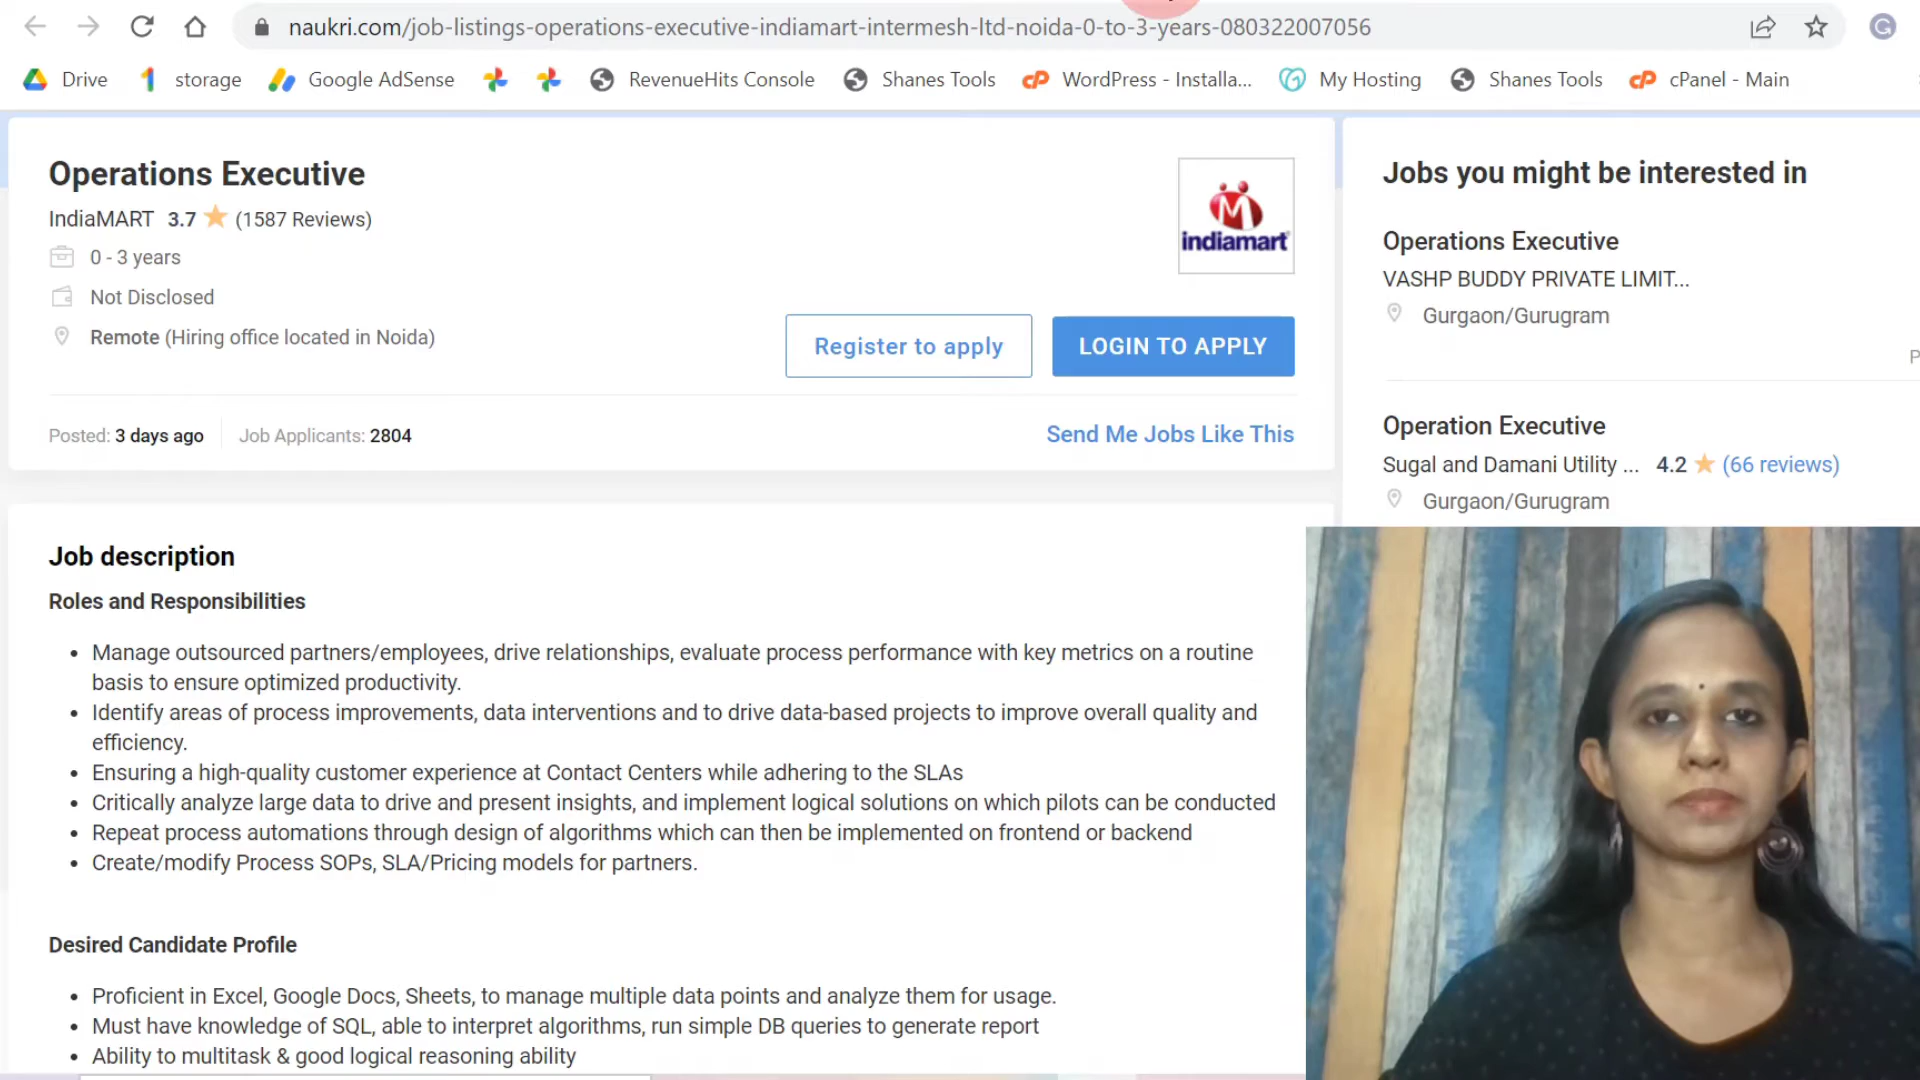 naukri.com/job-listings-operations-executive-indiamart-intermesh-ltd-noida-0-to-3-years-080322007056
Drive
storage
Google AdSense
RevenueHits Console
Shanes Tools
WordPress - Installa...
My Hosting
Shanes Tools
cPanel - Main
Operations Executive
IndiaMART 3.7 (1587 Reviews)
0 - 3 years
Not Disclosed
Remote (Hiring office located in Noida)
indiamart
Register to apply
LOGIN TO APPLY
Posted: 3 days ago
Job Applicants: 2804
Send Me Jobs Like This
Job description
Roles and Responsibilities
• Manage outsourced partners/employees, drive relationships, evaluate process performance with key metrics on a routine
basis to ensure optimized productivity.
• Identify areas of process improvements, data interventions and to drive data-based projects to improve overall quality and
efficiency.
• Ensuring a high-quality customer experience at Contact Centers while adhering to the SLAs
• Critically analyze large data to drive and present insights, and implement logical solutions on which pilots can be conducted
• Repeat process automations through design of algorithms which can then be implemented on frontend or backend
• Create/modify Process SOPs, SLA/Pricing models for partners.
Desired Candidate Profile
• Proficient in Excel, Google Docs, Sheets, to manage multiple data points and analyze them for usage.
• Must have knowledge of SQL, able to interpret algorithms, run simple DB queries to generate report
• Ability to multitask & good logical reasoning ability
Jobs you might be interested in
Operations Executive
VASHP BUDDY PRIVATE LIMIT...
Gurgaon/Gurugram
P
Operation Executive
Sugal and Damani Utility ... 4.2 (66 reviews)
Gurgaon/Gurugram